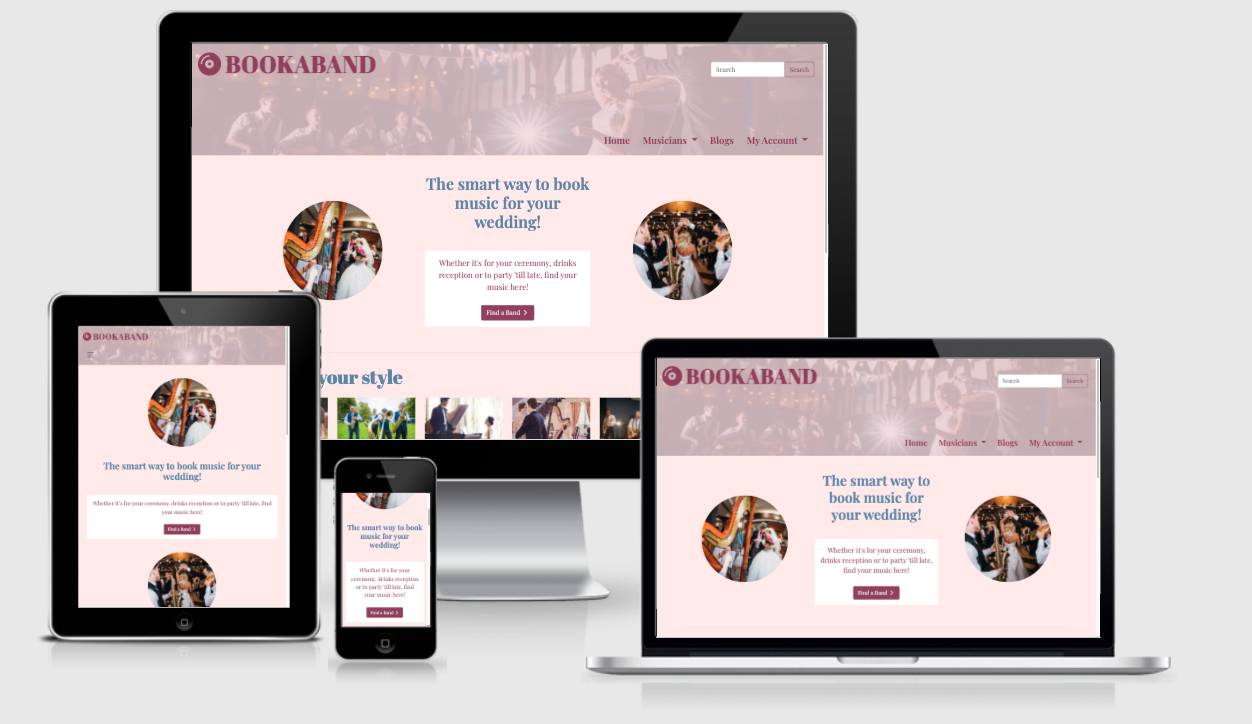 BOOKABAND
Search
Search
Home
Musicians
Blogs
My Account
The smart way to book
music for your
wedding!
Whether it's for your ceremony, drinks
reception or to party 'till late, find your
music here!
Find a Band
your style
BOOKABAND
The smart way to book music for your
wedding!
Whether it's for your ceremony, drinks reception or to party 'till late, find
your music here!
Find a Band
The smart way to book
music for your
wedding!
Whether it's for your
ceremony, drinks reception
or to party 'till late, find
your music here!
Find a Band
BOOKABAND
Search
Search
Home
Musicians
Blogs
My Account
The smart way to
book music for
your wedding!
Whether it's for your ceremony,
drinks reception or to party 'till late,
find your music here!
Find a Band